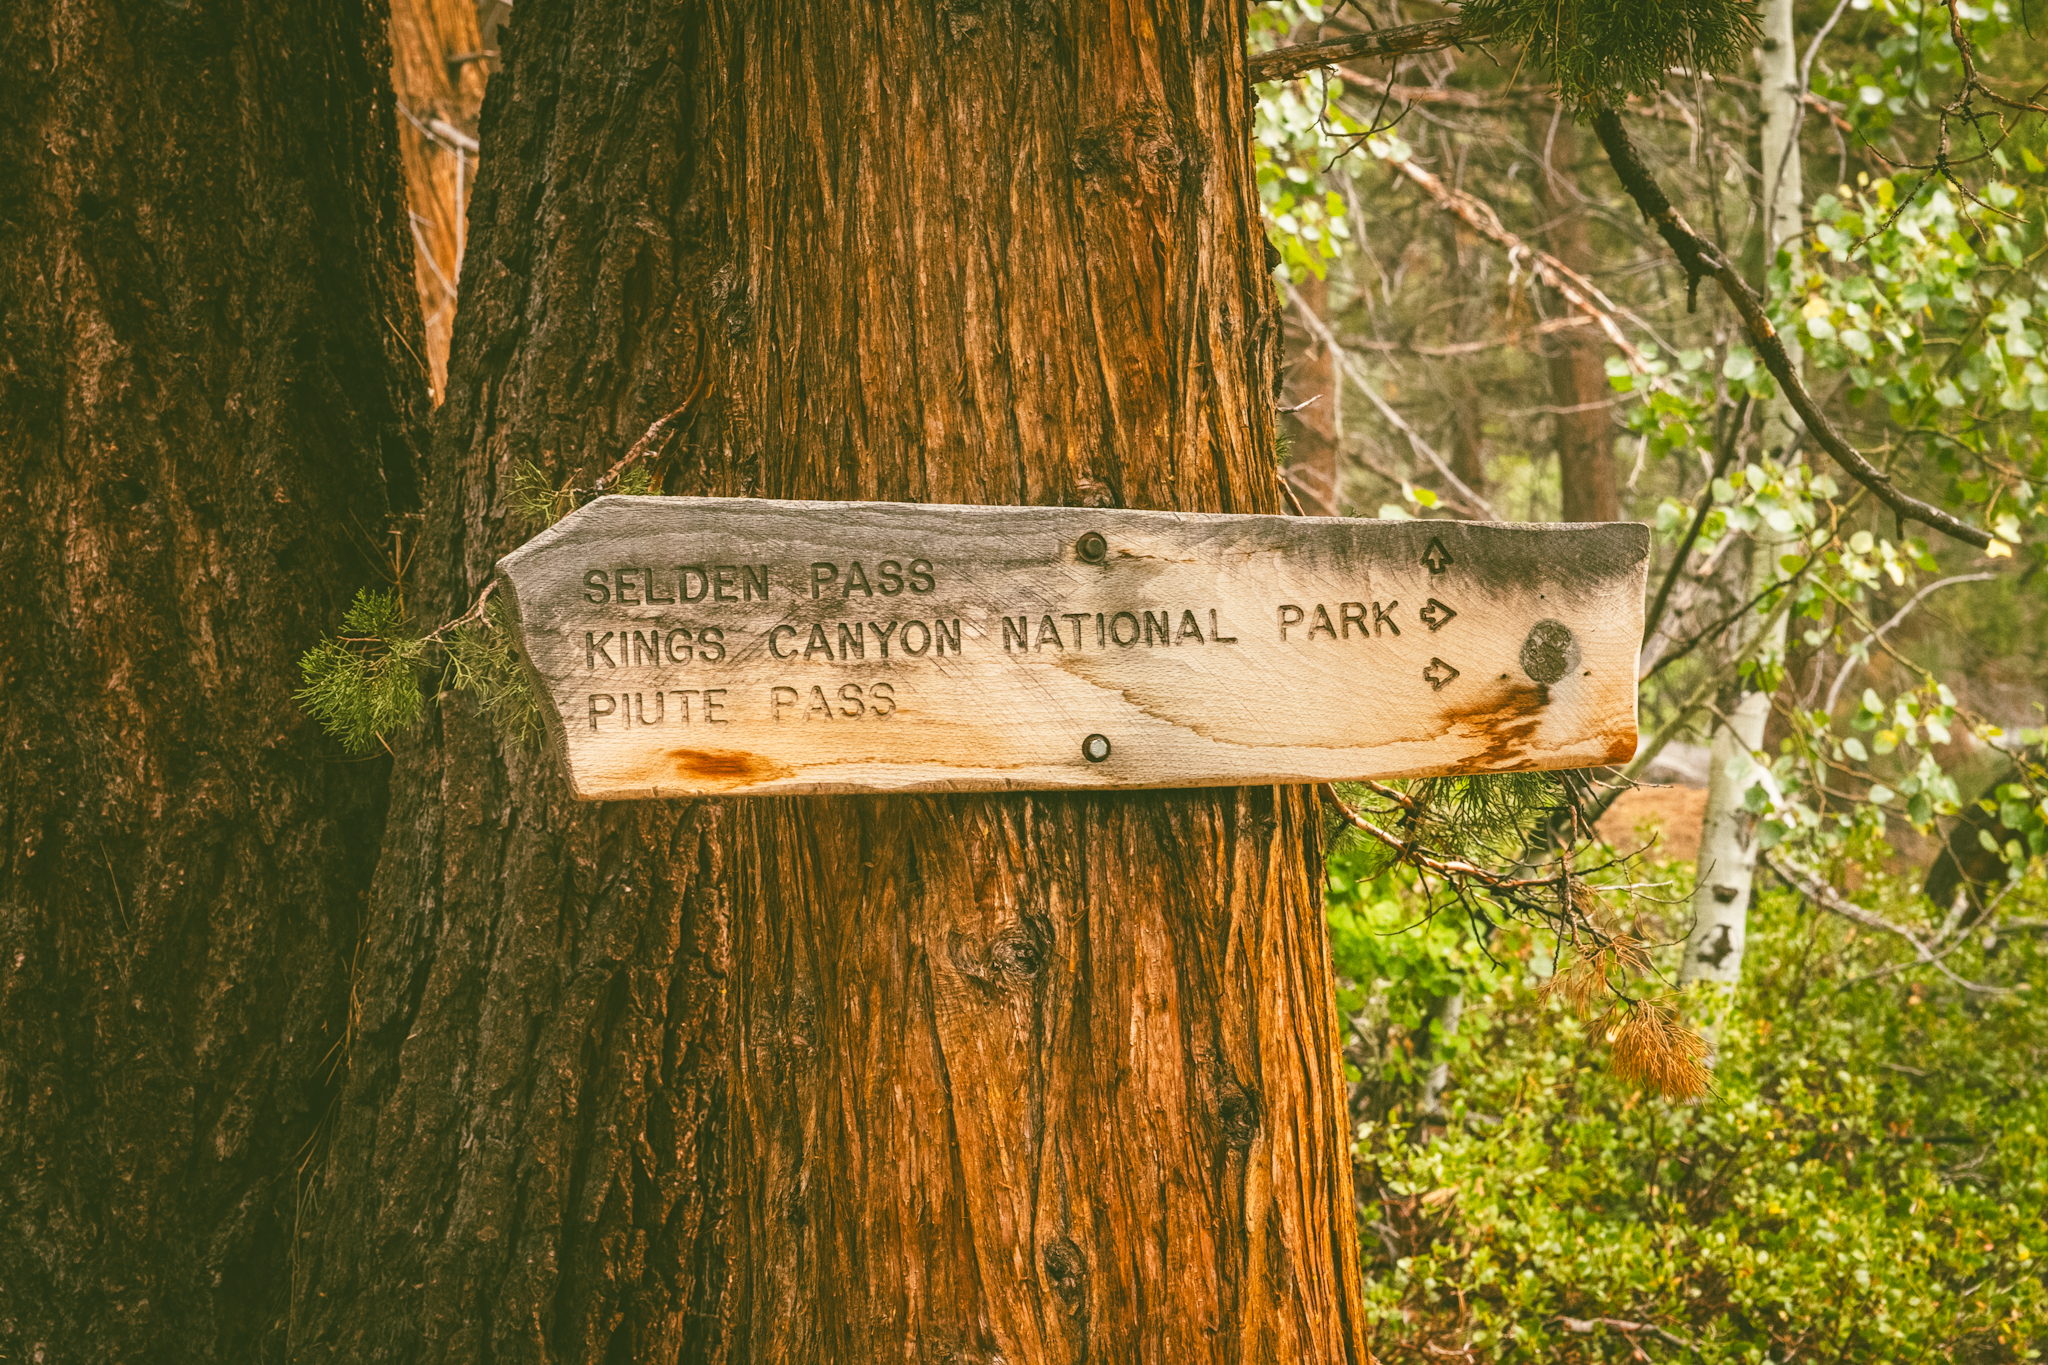 SELDEN PASS ↑
KINGS CANYON NATIONAL PARK →
PIUTE PASS →